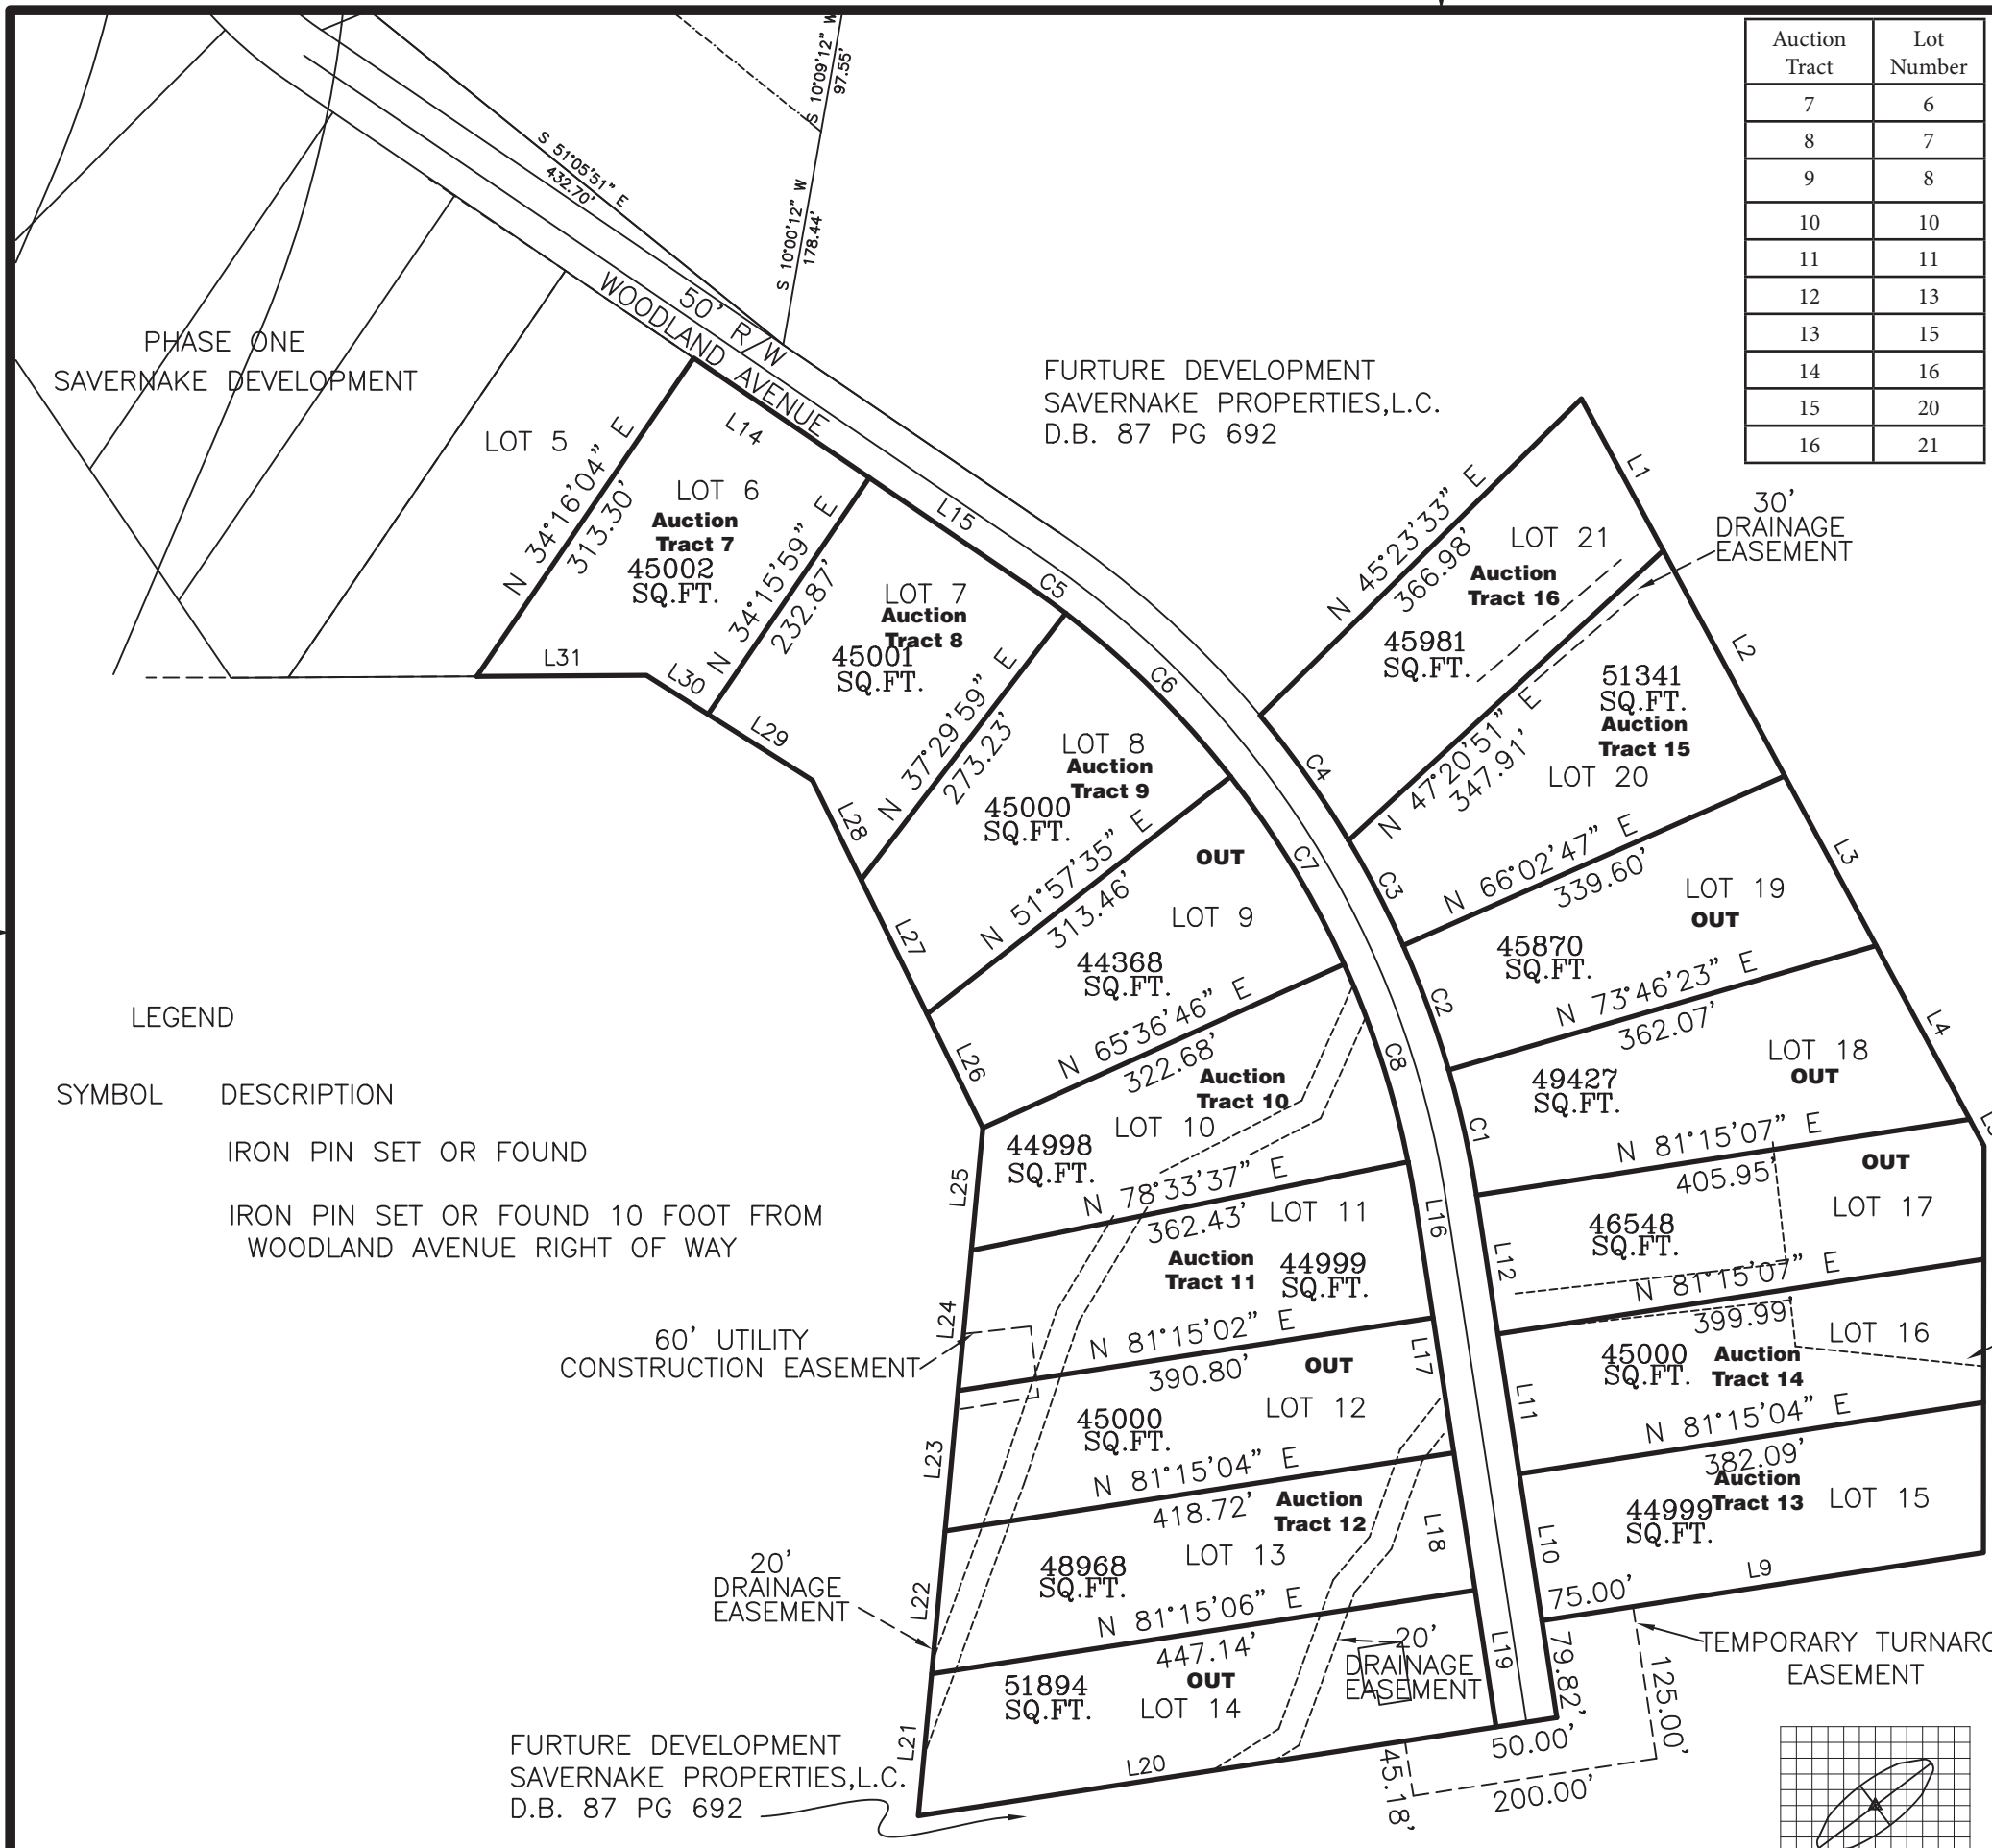 Auction Tract	Lot Number
7	6
8	7
9	8
10	10
11	11
12	13
13	15
14	16
15	20
16	21
S 10°09'12" W
97.55'
S 51°05'51" E
432.70'
S 10°00'12" W
178.44'
50' R/W
WOODLAND AVENUE
PHASE ONE
SAVERNAKE DEVELOPMENT
FURTURE DEVELOPMENT
SAVERNAKE PROPERTIES,L.C.
D.B. 87 PG 692
LOT 5
N 34°16'04" E
313.30'
L14
LOT 6
Auction
Tract 7
45002
SQ.FT.
L31
L30
N 34°15'59" E
232.87'
L15
C5
LOT 7
Auction
Tract 8
45001
SQ.FT.
L29
L28
N 37°29'59" E
273.23'
C6
LOT 8
Auction
Tract 9
45000
SQ.FT.
L27
N 51°57'35" E
313.46'
C7
OUT
LOT 9
44368
SQ.FT.
L26
N 65°36'46" E
322.68'
C8
Auction
Tract 10
LOT 10
44998
SQ.FT.
L25
N 78°33'37" E
362.43'
L16
LOT 11
Auction
Tract 11
44999
SQ.FT.
L24
N 81°15'02" E
390.80'
L17
OUT
LOT 12
45000
SQ.FT.
L23
N 81°15'04" E
418.72'
L18
Auction
Tract 12
LOT 13
48968
SQ.FT.
L22
N 81°15'06" E
447.14'
L19
OUT
LOT 14
51894
SQ.FT.
L21
L20
20'
DRAINAGE
EASEMENT
45.18'
50.00'
200.00'
125.00'
79.82'
75.00'
TEMPORARY TURNARO
EASEMENT
L1
N 45°23'33" E
366.98'
LOT 21
Auction
Tract 16
45981
SQ.FT.
C4
30'
DRAINAGE
EASEMENT
L2
N 47°20'51" E
347.91'
51341
SQ.FT.
Auction
Tract 15
LOT 20
C3
L3
N 66°02'47" E
339.60'
LOT 19
OUT
45870
SQ.FT.
C2
L4
N 73°46'23" E
362.07'
LOT 18
OUT
49427
SQ.FT.
C1
N 81°15'07" E
405.95'
OUT
LOT 17
46548
SQ.FT.
L12
N 81°15'07" E
399.99'
LOT 16
45000
SQ.FT.
Auction
Tract 14
L11
N 81°15'04" E
382.09'
Auction
Tract 13
LOT 15
44999
SQ.FT.
L10
L9
LEGEND
SYMBOL DESCRIPTION
IRON PIN SET OR FOUND
IRON PIN SET OR FOUND 10 FOOT FROM
WOODLAND AVENUE RIGHT OF WAY
60' UTILITY
CONSTRUCTION EASEMENT
20'
DRAINAGE
EASEMENT
FURTURE DEVELOPMENT
SAVERNAKE PROPERTIES,L.C.
D.B. 87 PG 692